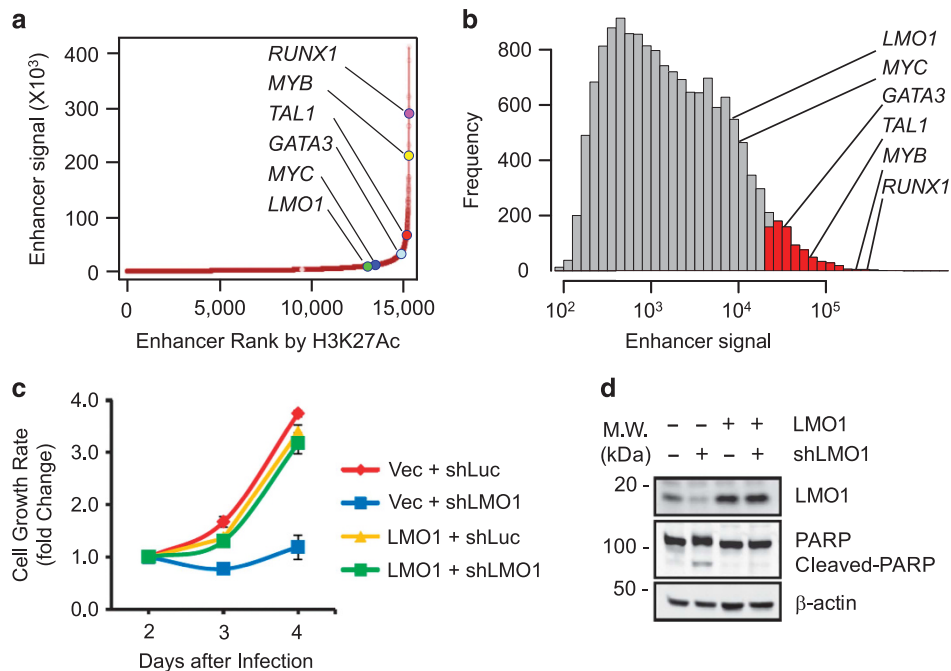 a
Enhancer signal (X10³)
400
300
200
100
0
RUNX1
MYB
TAL1
GATA3
MYC
LMO1
0 5,000 10,000 15,000
Enhancer Rank by H3K27Ac
b
Frequency
800
600
400
200
0
LMO1
MYC
GATA3
TAL1
MYB
RUNX1
10² 10³ 10⁴ 10⁵
Enhancer signal
c
Cell Growth Rate
(fold Change)
4.0
3.0
2.0
1.0
0.0
2 3 4
Days after Infection
Vec + shLuc
Vec + shLMO1
LMO1 + shLuc
LMO1 + shLMO1
d
M.W.
(kDa)
– – + + LMO1
– + – + shLMO1
20 - LMO1
100 - PARP
Cleaved-PARP
50 -
β-actin